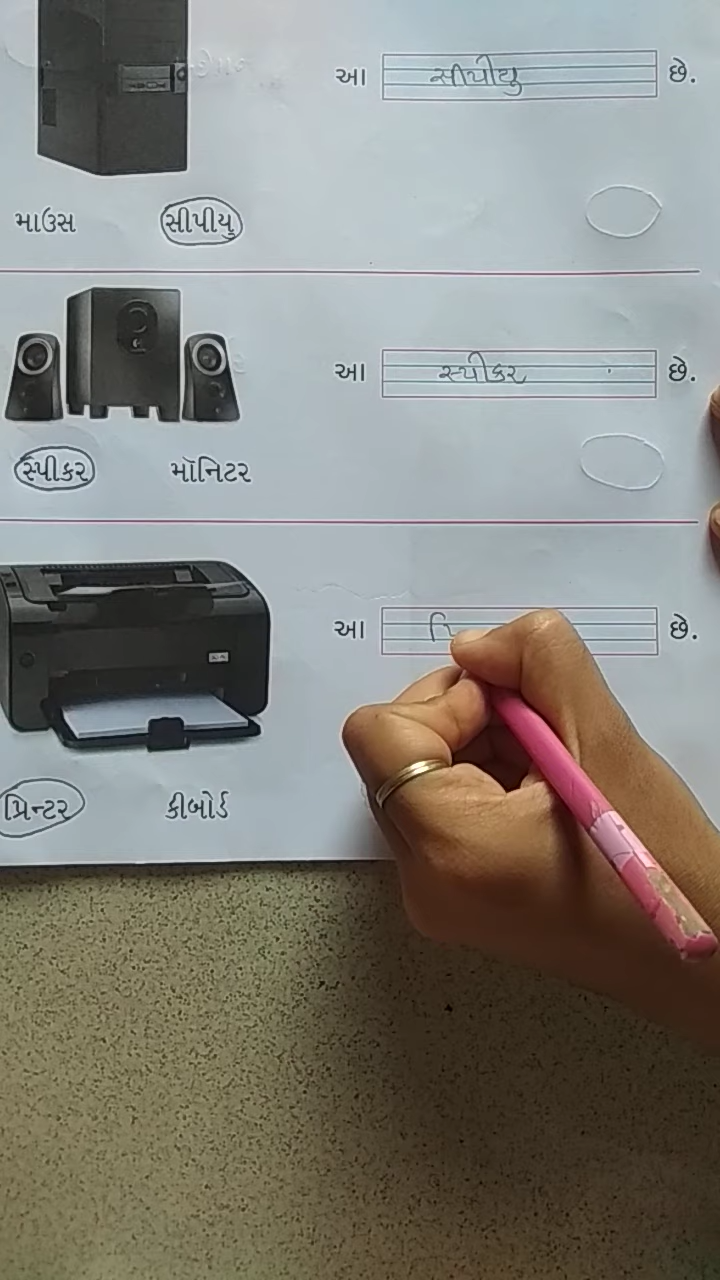 આ સીપીયુ છે.
માઉસ સીપીયુ
આ સ્પીકર છે.
સ્પીકર મૉનિટર
આ છે.
પ્રિન્ટર કીબોર્ડ